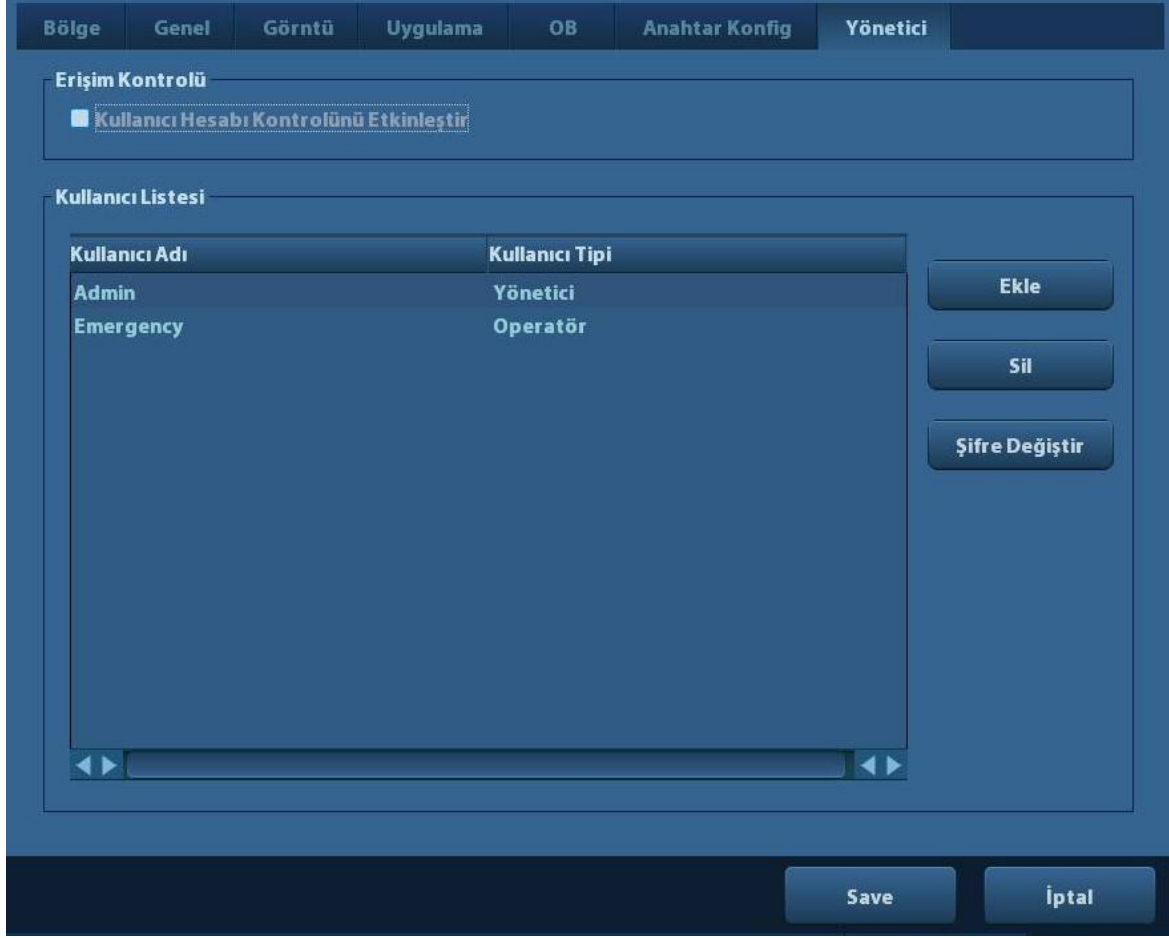 Bölge Genel Görntü Uygulama OB Anahtar Konfig Yönetici
Erişim Kontrolü
Kullanıcı Hesabı Kontrolünü Etkinleştir
Kullanıcı Listesi
Kullanıcı Adı Kullanıcı Tipi
Admin Yönetici
Emergency Operatör
Ekle
Sil
Şifre Değiştir
Save İptal